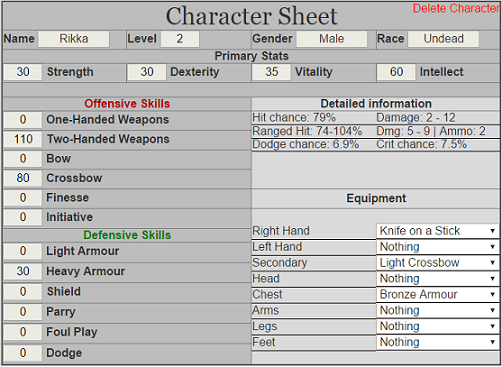 Character Sheet
Delete Character
Name Rikka Level 2 Gender Male Race Undead
Primary Stats
30 Strength 30 Dexterity 35 Vitality 60 Intellect
Offensive Skills
0 One-Handed Weapons
110 Two-Handed Weapons
0 Bow
80 Crossbow
0 Finesse
0 Initiative
Defensive Skills
0 Light Armour
30 Heavy Armour
0 Shield
0 Parry
0 Foul Play
0 Dodge
Detailed information
Hit chance: 79% Damage: 2 - 12
Ranged Hit: 74-104% Dmg: 5 - 9 | Ammo: 2
Dodge chance: 6.9% Crit chance: 7.5%
Equipment
Right Hand Knife on a Stick
Left Hand Nothing
Secondary Light Crossbow
Head Nothing
Chest Bronze Armour
Arms Nothing
Legs Nothing
Feet Nothing